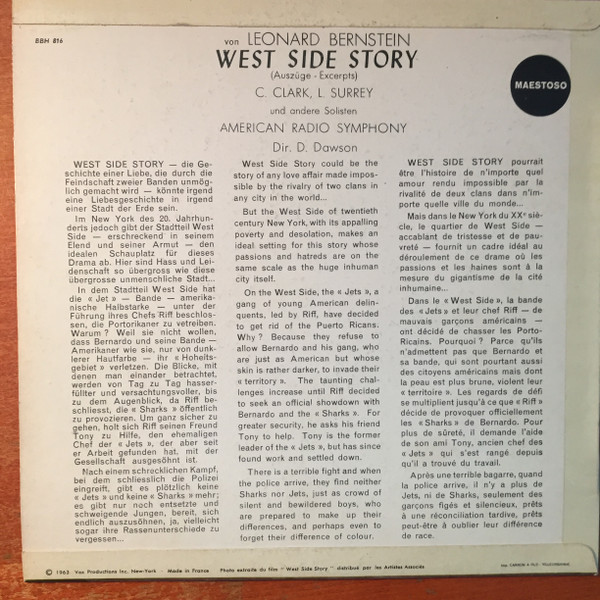 BBH 816
von LEONARD BERNSTEIN
WEST SIDE STORY
(Auszüge - Excerpts)
MAESTOSO
C. CLARK, L. SURREY
und andere Solisten
AMERICAN RADIO SYMPHONY
Dir. D. Dawson
WEST SIDE STORY — die Ge-
schichte einer Liebe, die durch die
Feindschaft zweier Banden unmög-
lich gemacht wird — könnte irgend
eine Liebesgeschichte in irgend
einer Stadt der Erde sein.
Im New York des 20. Jahrhun-
derts jedoch gibt der Stadtteil West
Side — erschreckend in seinem
Elend und seiner Armut — den
idealen Schauplatz für dieses
Drama ab. Hier sind Hass und Lei-
denschaft so übergross wie diese
übergrosse unmenschliche Stadt...
In dem Stadtteil West Side hat
die « Jet » - Bande — amerika-
nische Halbstarke — unter der
Führung ihres Chefs Riff beschlos-
sen, die Portorikaner zu vertreiben.
Warum ? Weil sie nicht wollen,
dass Bernardo und seine Bande —
Amerikaner wie sie, nur von dunk-
lerer Hautfarbe — ihr « Hoheits-
gebiet » verletzen. Die Blicke, mit
denen man einander betrachtet,
werden von Tag zu Tag hasser-
füllter und versachtungsvoller, bis
zu dem Augenblick, da Riff be-
schliesst, die « Sharks » öffentlich
zu provozieren. Um ganz sicher zu
gehen, holt sich Riff seinen Freund
Tony zu Hilfe, den ehemaligen
Chef der « Jets », der aber seit
er Arbeit gefunden hat, mit der
Gesellschaft ausgesöhnt ist.
Nach einem schrecklichen Kampf,
bei dem schliesslich die Polizei
eingreift, gibt es plötzlich keine
« Jets » und keine « Sharks » mehr;
es gibt nur noch entsetzte und
schweigende Jungen, bereit, sich
endlich auszusöhnen, ja, vielleicht
sogar ihre Rassenunterschiede zu
vergessen...
West Side Story could be the
story of any love affair made impos-
sible by the rivalry of two clans in
any city in the world...
But the West Side of twentieth
century New York, with its appalling
poverty and desolation, makes an
ideal setting for this story whose
passions and hatreds are on the
same scale as the huge inhuman
city itself.
On the West Side, the « Jets », a
gang of young American delin-
quents, led by Riff, have decided
to get rid of the Puerto Ricans.
Why ? Because they refuse to
allow Bernardo and his gang, who
are just as American but whose
skin is rather darker, to invade their
« territory ». The taunting chal-
lenges increase until Riff decided
to seek an official showdown with
Bernardo and the « Sharks ». For
greater security, he asks his friend
Tony to help. Tony is the former
leader of the « Jets », but has since
found work and settled down.
There is a terrible fight and when
the police arrive, they find neither
Sharks nor Jets, just as crowd of
silent and bewildered boys, who
are prepared to make up their
differences, and perhaps even to
forget their difference of colour.
WEST SIDE STORY pourrait
être l'histoire de n'importe quel
amour rendu impossible par la
rivalité de deux clans dans n'im-
porte quelle ville du monde...
Mais dans le New York du XXe siè-
cle, le quartier de West Side —
accablant de tristesse et de pau-
vreté — fournit un cadre idéal au
déroulement de ce drame où les
passions et les haines sont à la
mesure du gigantisme de la cité
inhumaine...
Dans le « West Side », la bande
des « Jets » et leur chef Riff — de
mauvais garçons américains —
ont décidé de chasser les Porto-
Ricains. Pourquoi ? Parce qu'ils
n'admettent pas que Bernardo et
sa bande, qui sont pourtant aussi
des citoyens américains mais dont
la peau est plus brune, violent leur
« territoire ». Les regards de défi
se multiplient jusqu'à ce que « Riff »
décide de provoquer officiellement
les « Sharks » de Bernardo. Pour
plus de sûreté, il demande l'aide
de son ami Tony, ancien chef des
« Jets » qui s'est rangé depuis
qu'il a trouvé du travail.
Après une terrible bagarre, quand
la police arrive, il n'y a plus de
Jets, ni de Sharks, seulement des
garçons figés et silencieux, prêts
à une réconciliation tardive, prêts
peut-être à oublier leur différence
de race.
© 1963 Vox Productions Inc. New-York - Made in France Photo extraite du film " West Side Story " distribué par les Artistes Associés